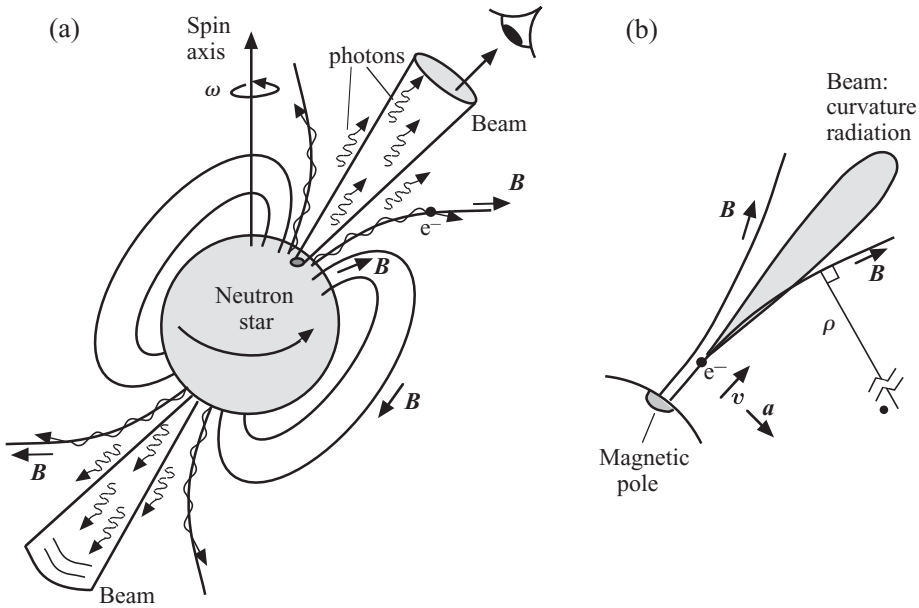 (a)
Spin
axis
ω
photons
Beam
B
e⁻
B
Neutron
star
B
B
Beam
(b)
Beam:
curvature
radiation
B
B
ρ
e⁻
v
a
Magnetic
pole